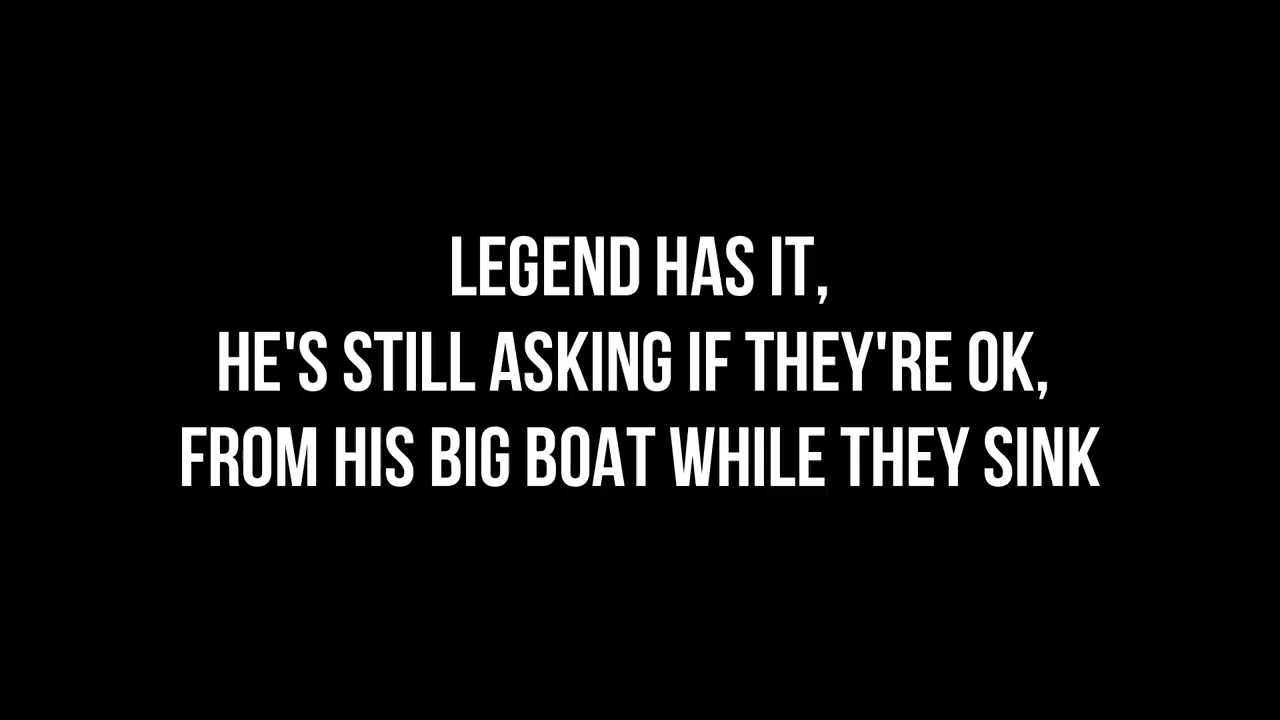 LEGEND HAS IT,
HE'S STILL ASKING IF THEY'RE OK,
FROM HIS BIG BOAT WHILE THEY SINK